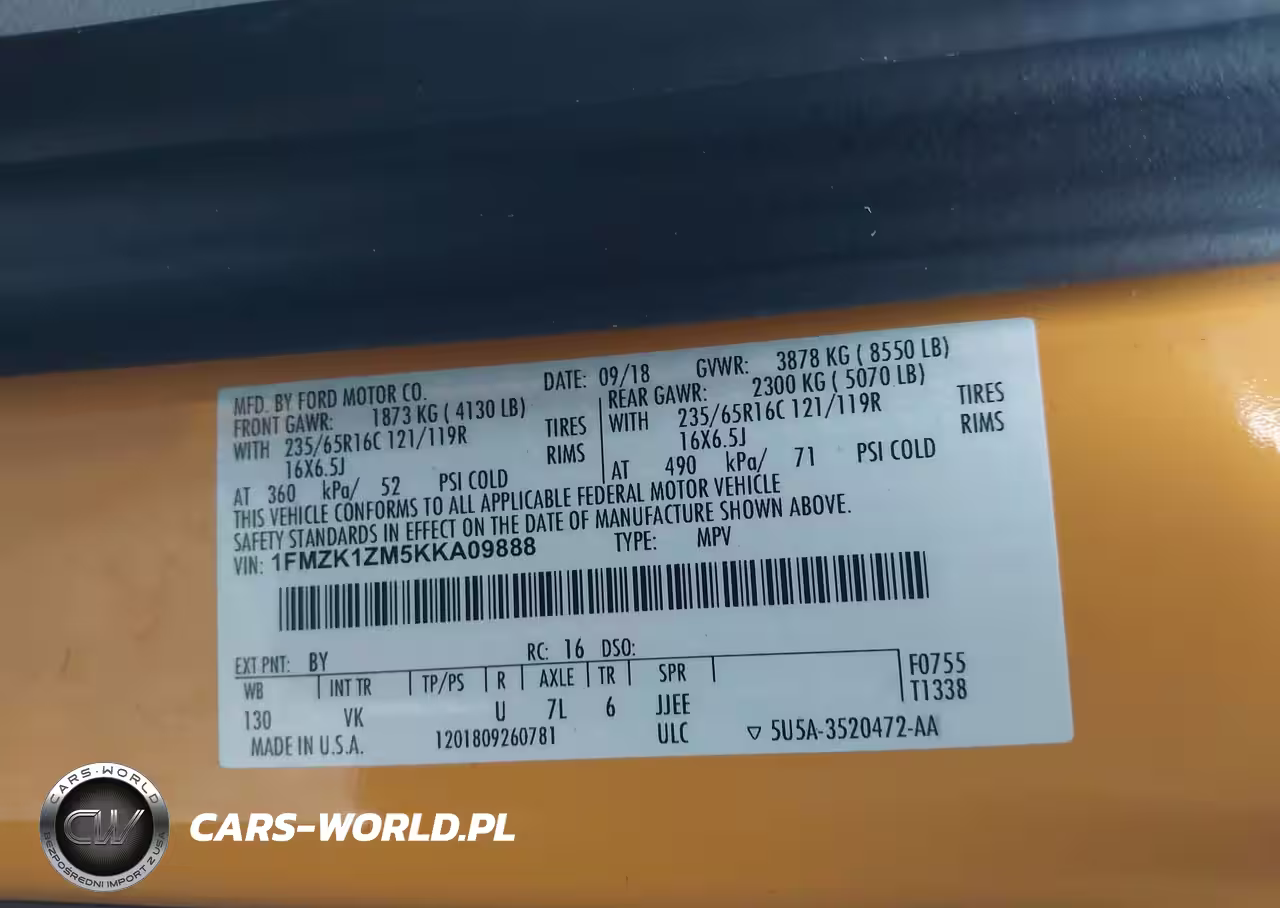 MFD. BY FORD MOTOR CO. DATE: 09/18 GVWR: 3878 KG ( 8550 LB)
FRONT GAWR: 1873 KG ( 4130 LB) REAR GAWR: 2300 KG ( 5070 LB)
WITH 235/65R16C 121/119R TIRES WITH 235/65R16C 121/119R TIRES
16X6.5J RIMS 16X6.5J RIMS
AT 360 kPa/ 52 PSI COLD AT 490 kPa/ 71 PSI COLD
THIS VEHICLE CONFORMS TO ALL APPLICABLE FEDERAL MOTOR VEHICLE
SAFETY STANDARDS IN EFFECT ON THE DATE OF MANUFACTURE SHOWN ABOVE.
VIN: 1FMZK1ZM5KKA09888 TYPE: MPV
EXT PNT: BY RC: 16 DSO:
WB INT TR TP/PS R AXLE TR SPR F0755
130 VK U 7L 6 JJEE T1338
MADE IN U.S.A. 1201809260781 ULC ▽ 5U5A-3520472-AA
CARS-WORLD
CW
BEZPOŚREDNI IMPORT Z USA
CARS-WORLD.PL